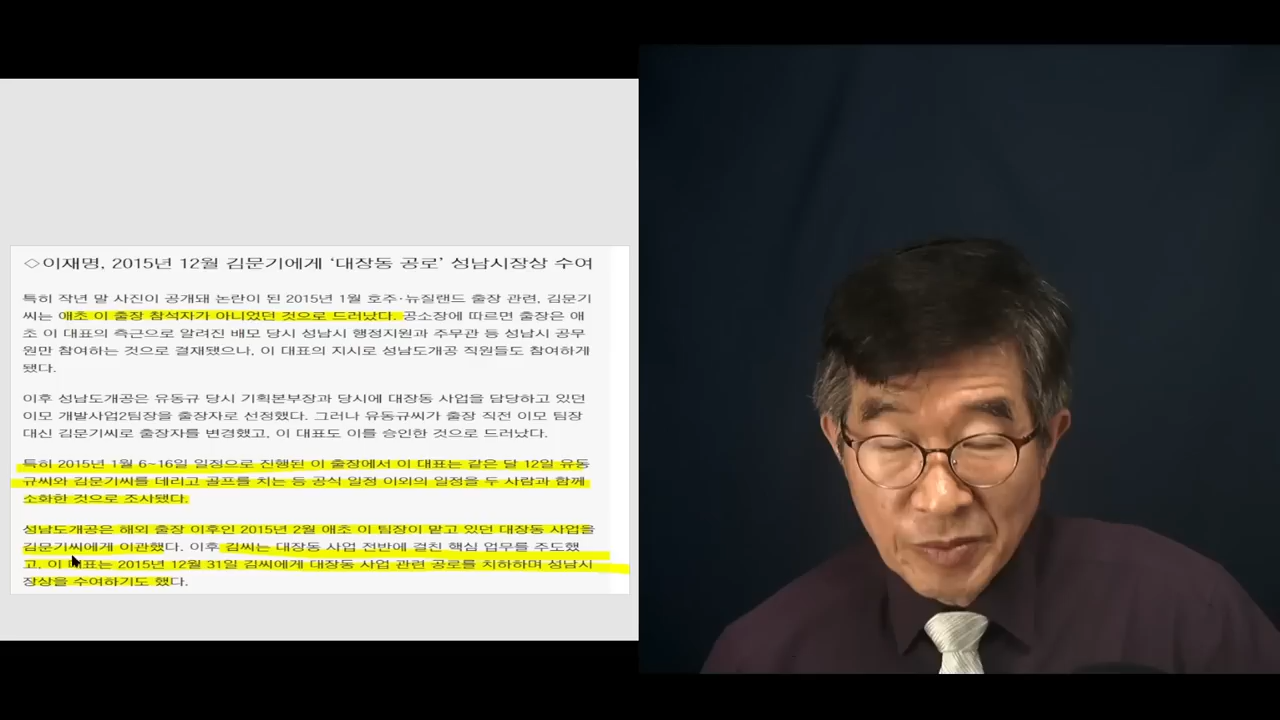 ◇이재명, 2015년 12월 김문기에게 '대장동 공로' 성남시장상 수여
특히 작년 말 사진이 공개돼 논란이 된 2015년 1월 호주·뉴질랜드 출장 관련, 김문기
씨는 애초 이 출장 참석자가 아니었던 것으로 드러났다. 공소장에 따르면 출장은 애
초 이 대표의 측근으로 알려진 배모 당시 성남시 행정지원과 주무관 등 성남시 공무
원만 참여하는 것으로 결재됐으나, 이 대표의 지시로 성남도개공 직원들도 참여하게
됐다.
이후 성남도개공은 유동규 당시 기획본부장과 당시에 대장동 사업을 담당하고 있던
이모 개발사업2팀장을 출장자로 선정했다. 그러나 유동규씨가 출장 직전 이모 팀장
대신 김문기씨로 출장자를 변경했고, 이 대표도 이를 승인한 것으로 드러났다.
특히 2015년 1월 6~16일 일정으로 진행된 이 출장에서 이 대표는 같은 달 12일 유동
규씨와 김문기씨를 데리고 골프를 치는 등 공식 일정 이외의 일정을 두 사람과 함께
소화한 것으로 조사됐다.
성남도개공은 해외 출장 이후인 2015년 2월 애초 이 팀장이 맡고 있던 대장동 사업을
김문기씨에게 이관했다. 이후 김씨는 대장동 사업 전반에 걸친 핵심 업무를 주도했
고, 이 대표는 2015년 12월 31일 김씨에게 대장동 사업 관련 공로를 치하하며 성남시
장상을 수여하기도 했다.